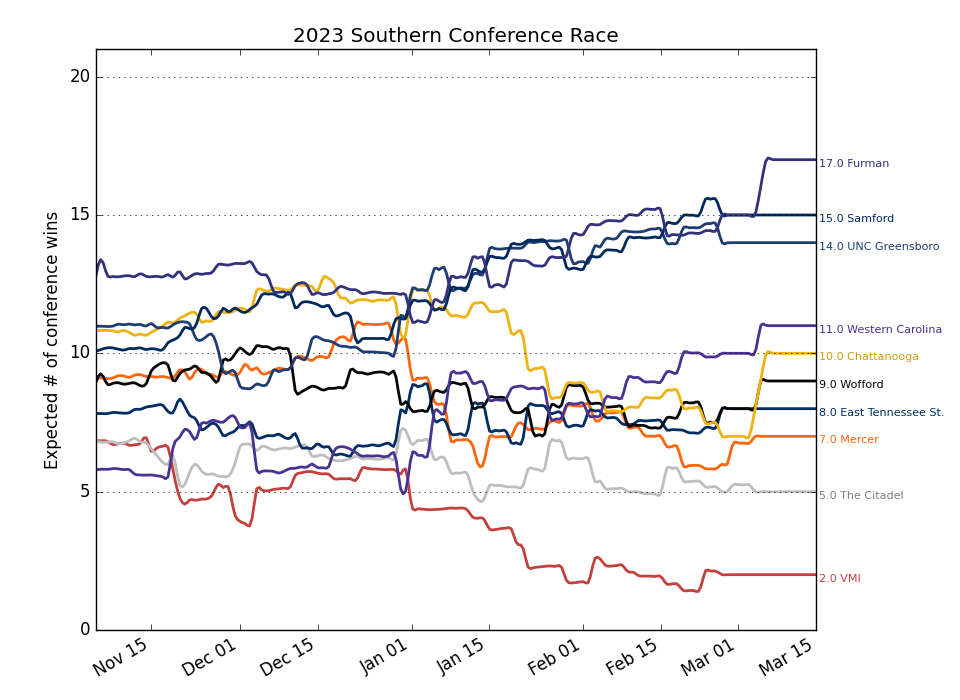 2023 Southern Conference Race
Expected # of conference wins
20
15
10
5
0
17.0 Furman
15.0 Samford
14.0 UNC Greensboro
11.0 Western Carolina
10.0 Chattanooga
9.0 Wofford
8.0 East Tennessee St.
7.0 Mercer
5.0 The Citadel
2.0 VMI
Nov 15
Dec 01
Dec 15
Jan 01
Jan 15
Feb 01
Feb 15
Mar 01
Mar 15